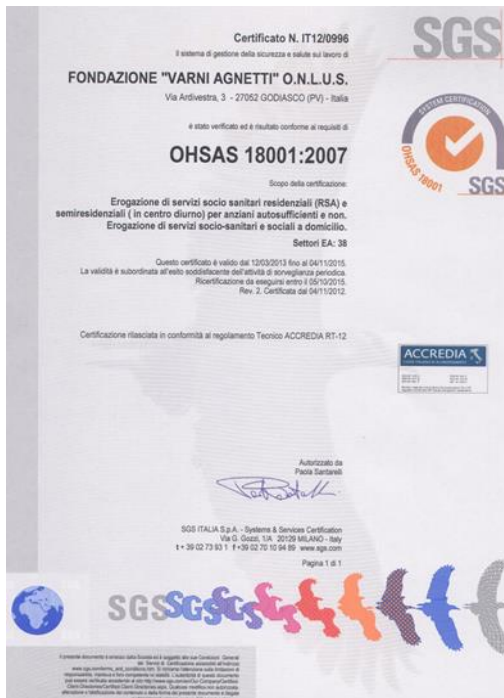 SGS
Certificato N. IT12/0996
Il sistema di gestione della sicurezza e salute sul lavoro di
FONDAZIONE "VARNI AGNETTI" O.N.L.U.S.
Via Ardivestra, 3 - 27052 GODIASCO (PV) - Italia
è stato verificato ed è risultato conforme ai requisiti di
OHSAS 18001:2007
SYSTEM CERTIFICATION
OHSAS 18001
SGS
Scopo della certificazione:
Erogazione di servizi socio sanitari residenziali (RSA) e
semiresidenziali ( in centro diurno) per anziani autosufficienti e non.
Erogazione di servizi socio-sanitari e sociali a domicilio.
Settori EA: 38
Questo certificato è valido dal 12/03/2013 fino al 04/11/2015.
La validità è subordinata all'esito soddisfacente dell'attività di sorveglianza periodica.
Ricertificazione da eseguirsi entro il 05/10/2015.
Rev. 2. Certificata dal 04/11/2012.
Certificazione rilasciata in conformità al regolamento Tecnico ACCREDIA RT-12
ACCREDIA
Autorizzato da
Paola Santarelli
SGS ITALIA S.p.A. - Systems & Services Certification
Via G. Gozzi, 1/A 20129 MILANO - Italy
t + 39 02 73 93 1 f +39 02 70 10 94 89 www.sgs.com
Pagina 1 di 1
SGS SGS SGS